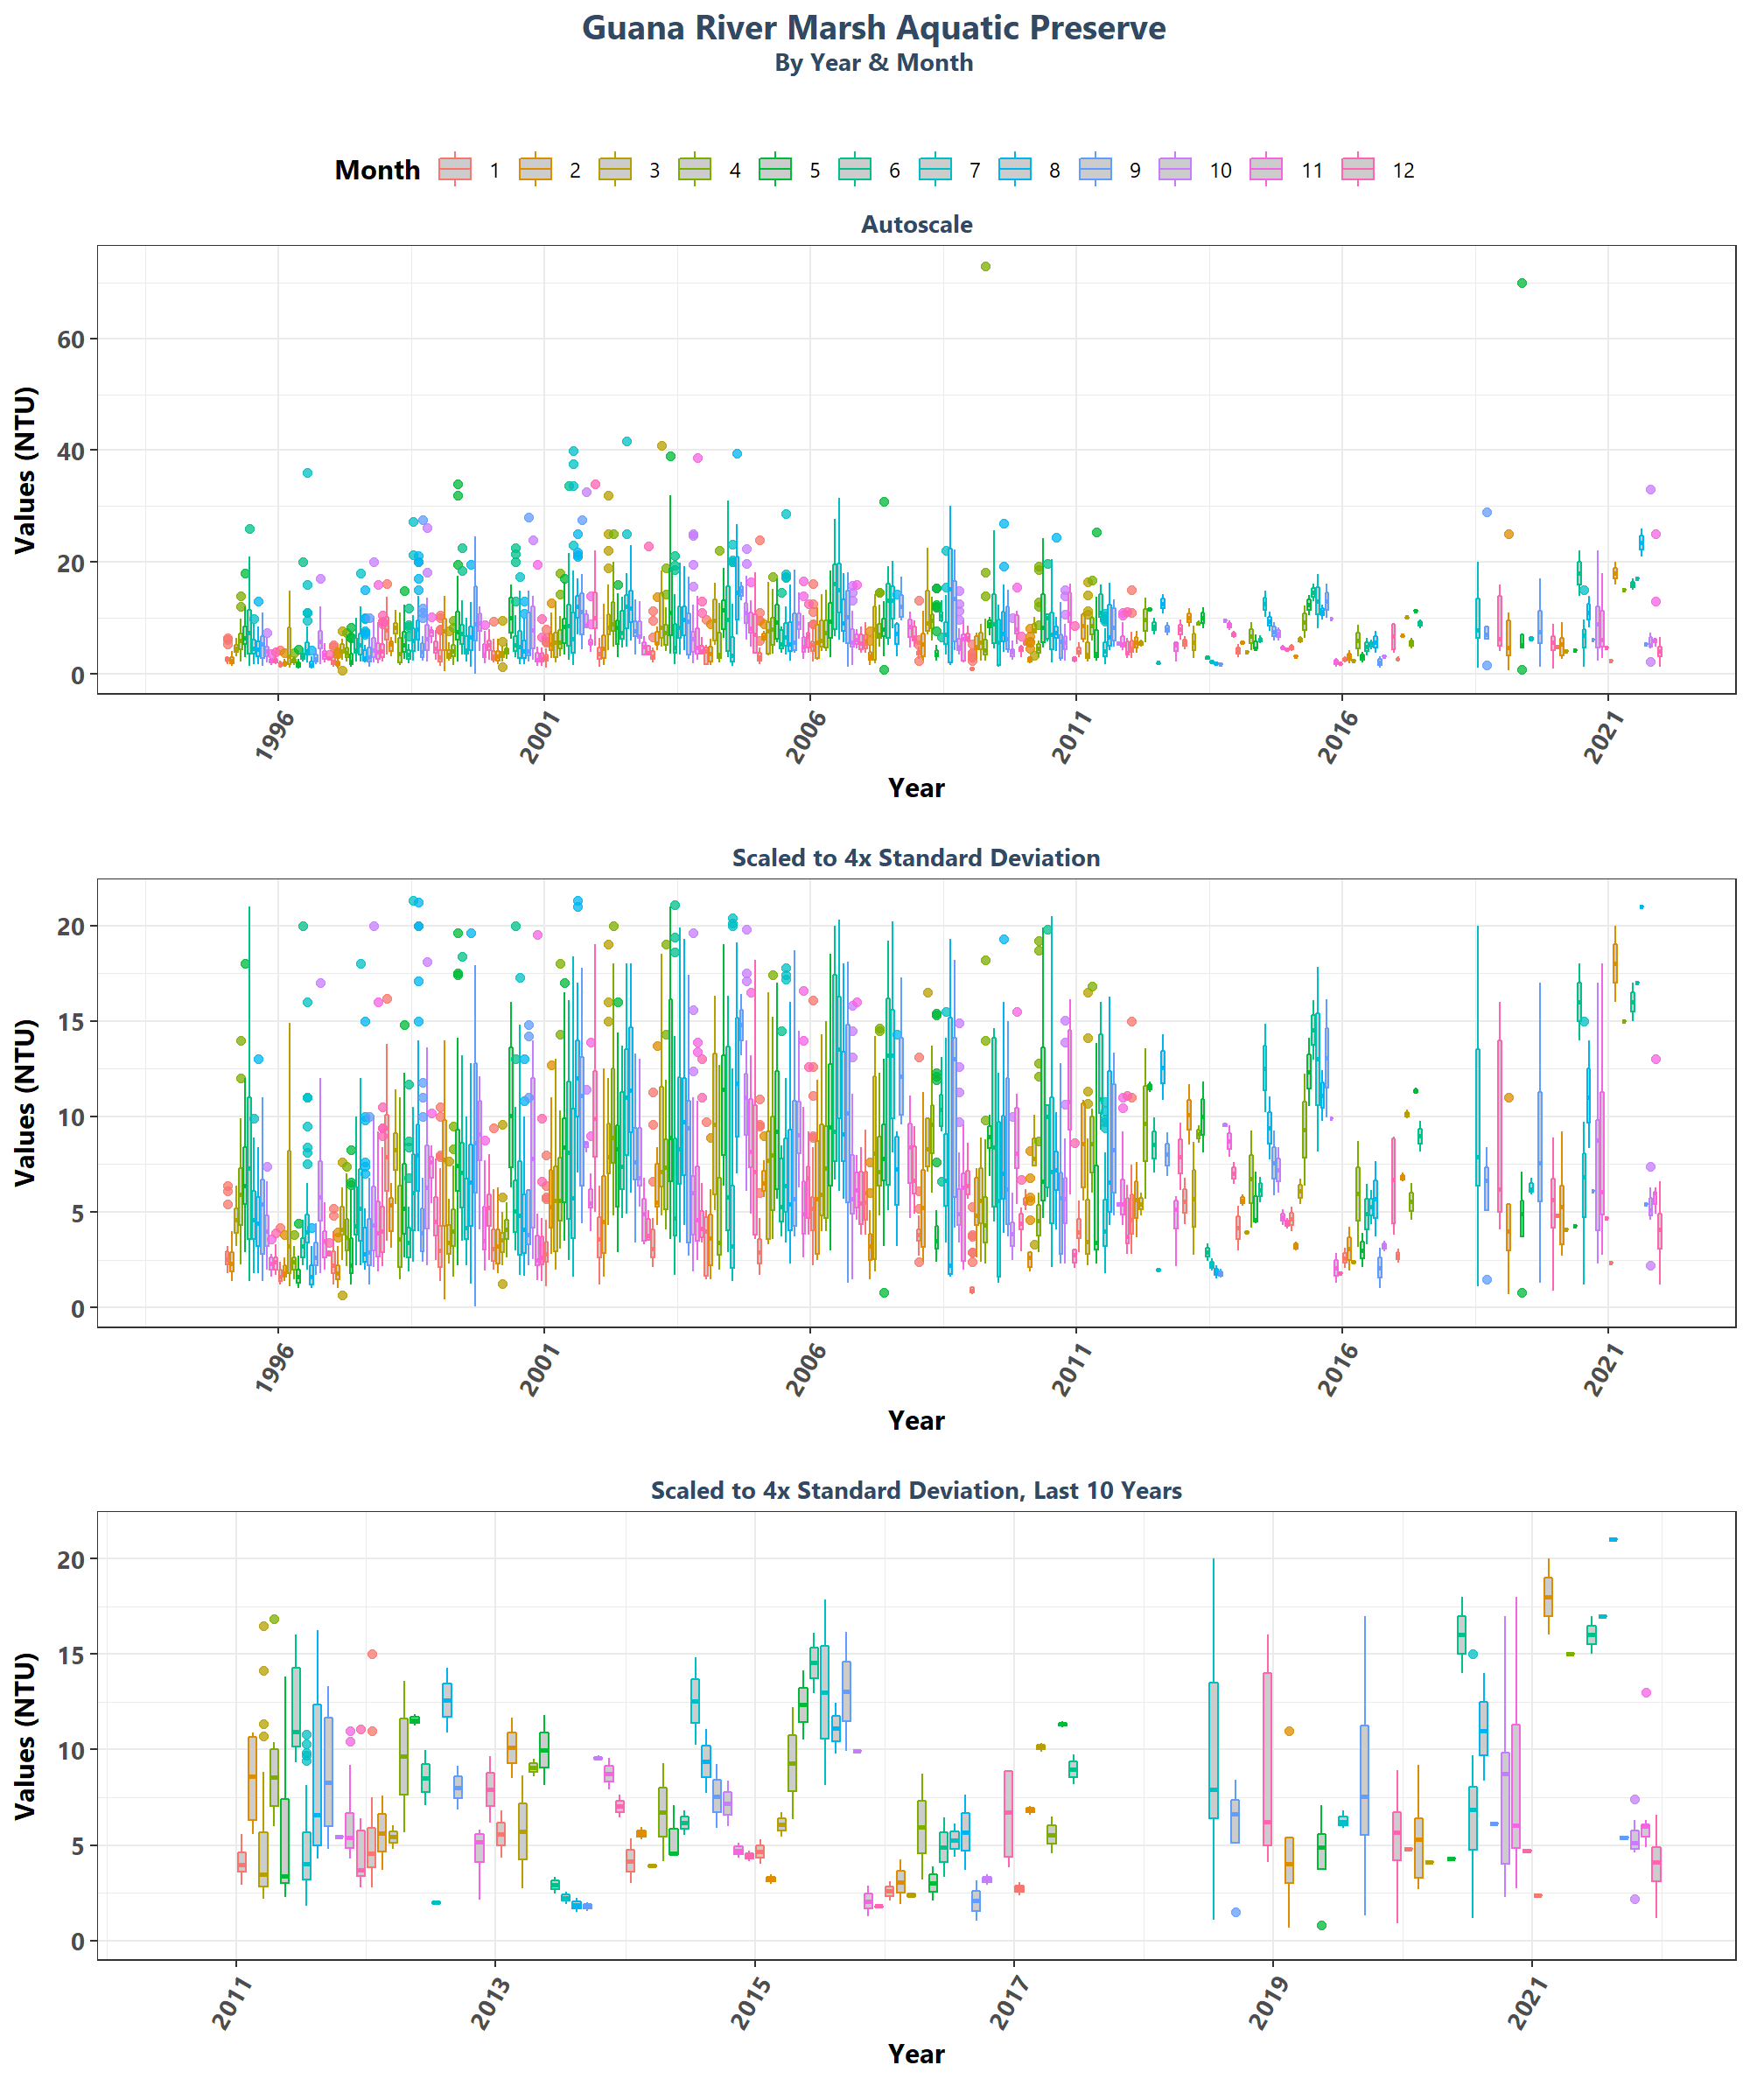 Guana River Marsh Aquatic Preserve
By Year & Month
Month 1 2 3 4 5 6 7 8 9 10 11 12
Autoscale
Values (NTU)
60
40
20
0
1996 2001 2006 2011 2016 2021
Year
Scaled to 4x Standard Deviation
Values (NTU)
20
15
10
5
0
1996 2001 2006 2011 2016 2021
Year
Scaled to 4x Standard Deviation, Last 10 Years
Values (NTU)
20
15
10
5
0
2011 2013 2015 2017 2019 2021
Year